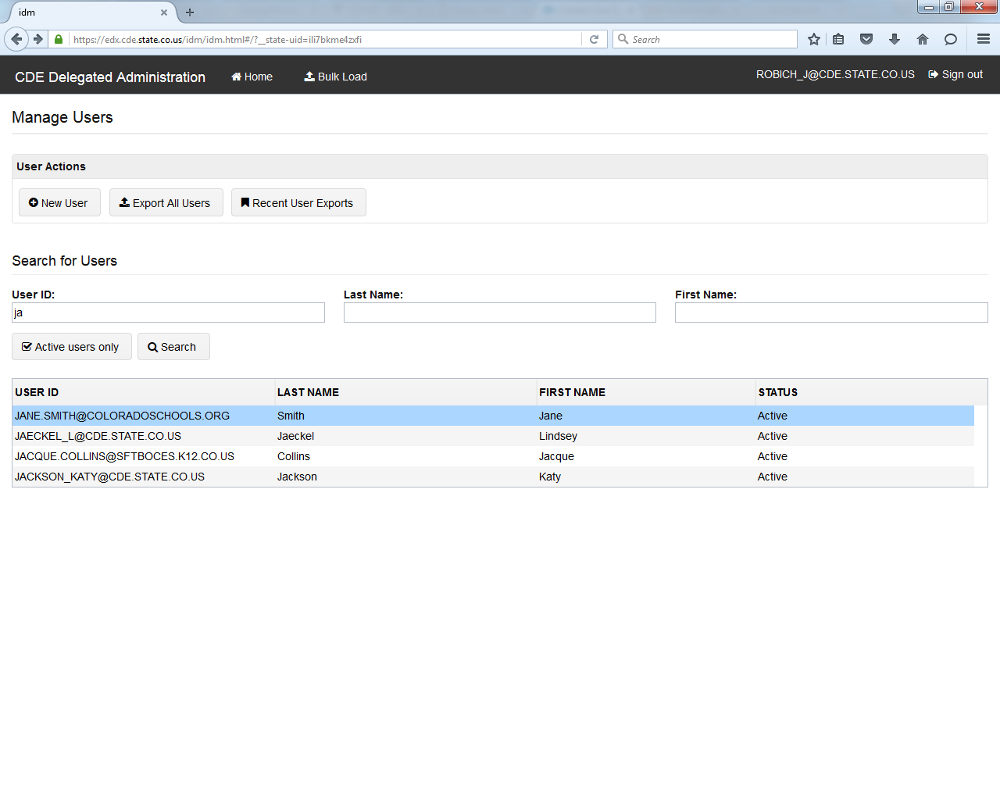 idm
https://edx.cde.state.co.us/idm/idm.html#/?__state-uid=ili7bkme4zxfi
Search
CDE Delegated Administration Home Bulk Load ROBICH_J@CDE.STATE.CO.US Sign out
Manage Users
User Actions
New User Export All Users Recent User Exports
Search for Users
User ID: Last Name: First Name:
ja
Active users only Search
USER ID LAST NAME FIRST NAME STATUS
JANE.SMITH@COLORADOSCHOOLS.ORG Smith Jane Active
JAECKEL_L@CDE.STATE.CO.US Jaeckel Lindsey Active
JACQUE.COLLINS@SFTBOCES.K12.CO.US Collins Jacque Active
JACKSON_KATY@CDE.STATE.CO.US Jackson Katy Active